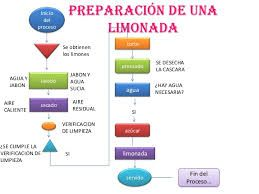 PREPARACIÓN DE UNA
LIMONADA
Inicio
del
proceso
Se obtienen
los limones
AGUA Y
JABON
lavado
JABON Y
AGUA
SUCIA
AIRE
CALIENTE
secado
AIRE
RESIDUAL
VERIFICACION
DE LIMPIEZA
¿SE CUMPLE LA
VERIFICACION DE
LIMPIEZA
SI
corte
prensado
SE DESECHA
LA CASCARA
agua
¿HAY AGUA
NECESARIA?
SI
azúcar
limonada
servido
Fin del
Proceso...